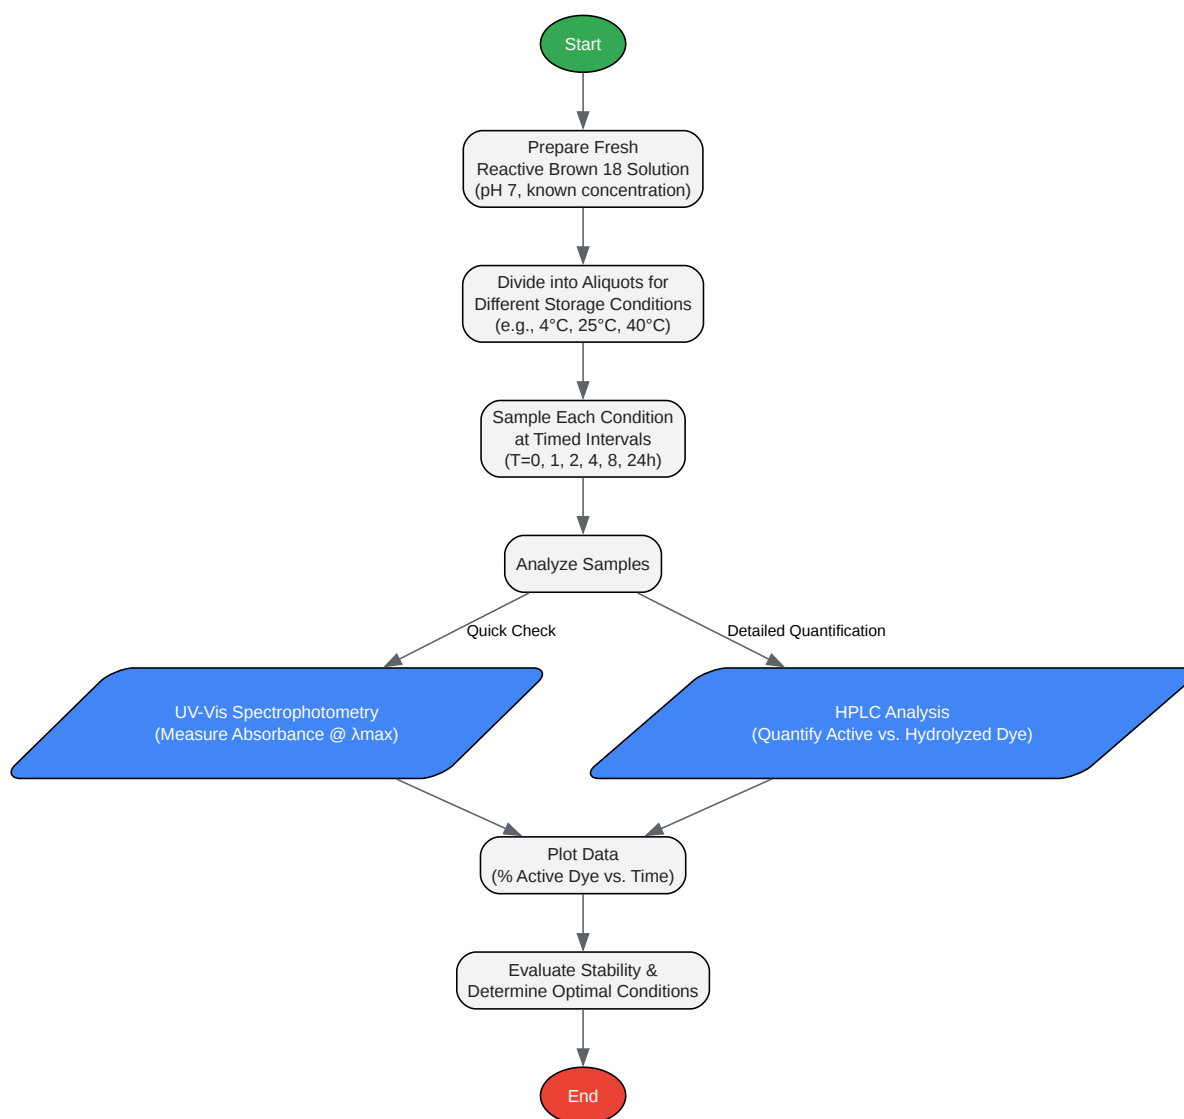 Start
Prepare Fresh
Reactive Brown 18 Solution
(pH 7, known concentration)
Divide into Aliquots for
Different Storage Conditions
(e.g., 4°C, 25°C, 40°C)
Sample Each Condition
at Timed Intervals
(T=0, 1, 2, 4, 8, 24h)
Analyze Samples
Quick Check
Detailed Quantification
UV-Vis Spectrophotometry
(Measure Absorbance @ λmax)
HPLC Analysis
(Quantify Active vs. Hydrolyzed Dye)
Plot Data
(% Active Dye vs. Time)
Evaluate Stability &
Determine Optimal Conditions
End